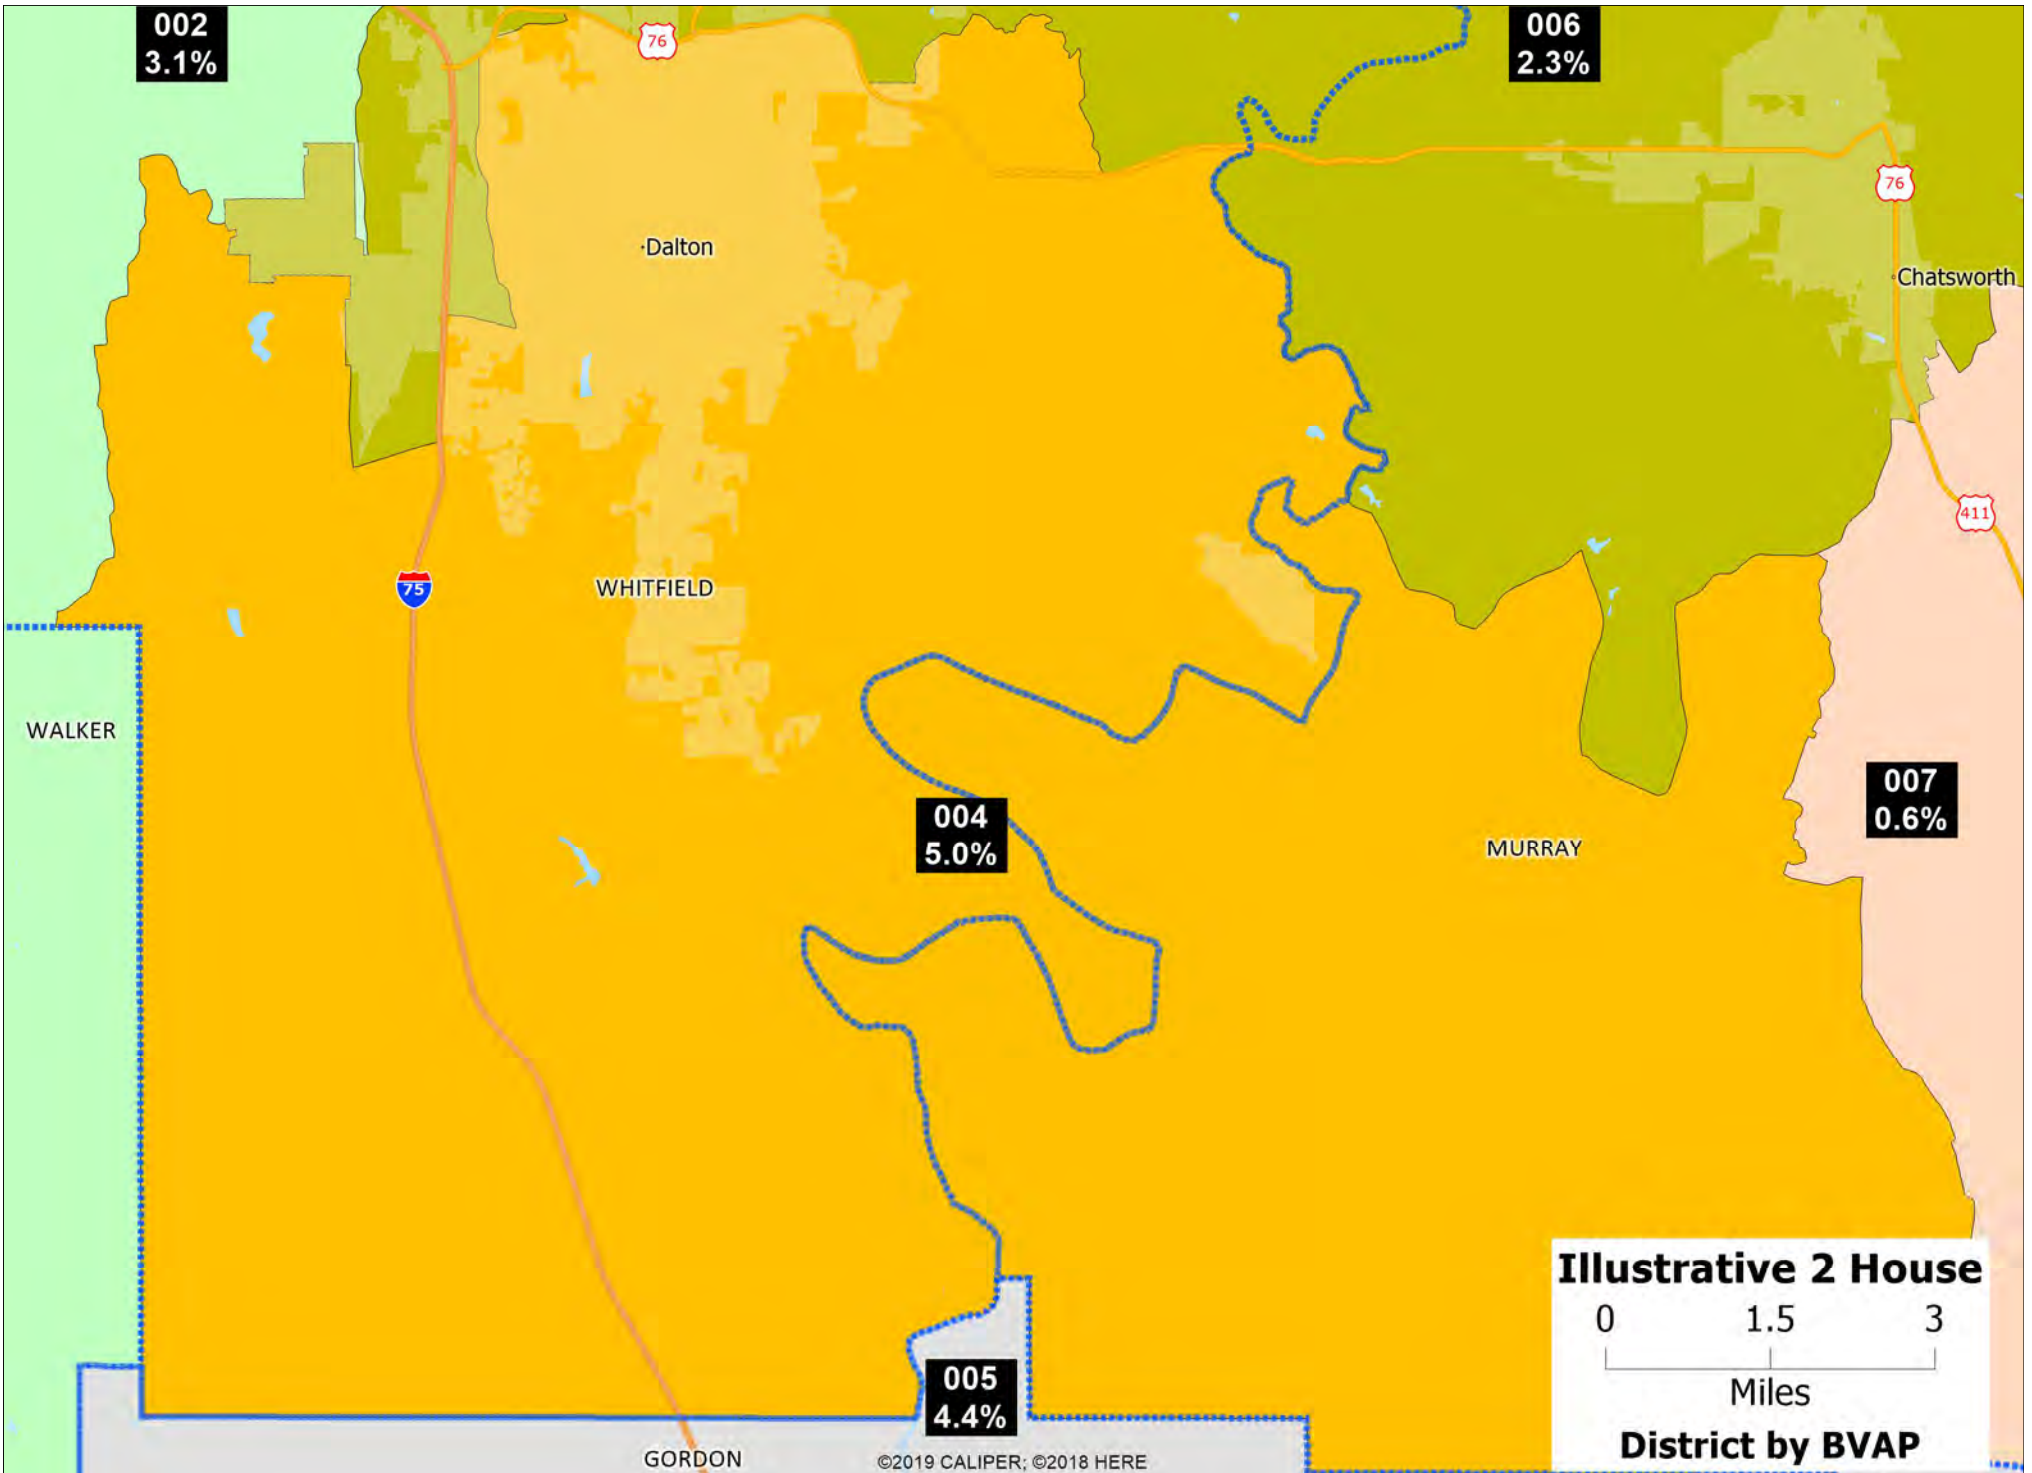 002
3.1%
76
006
2.3%
76
Dalton
Chatsworth
411
75
WHITFIELD
WALKER
007
0.6%
004
5.0%
MURRAY
Illustrative 2 House
0 1.5 3
Miles
District by BVAP
005
4.4%
GORDON
©2019 CALIPER; ©2018 HERE